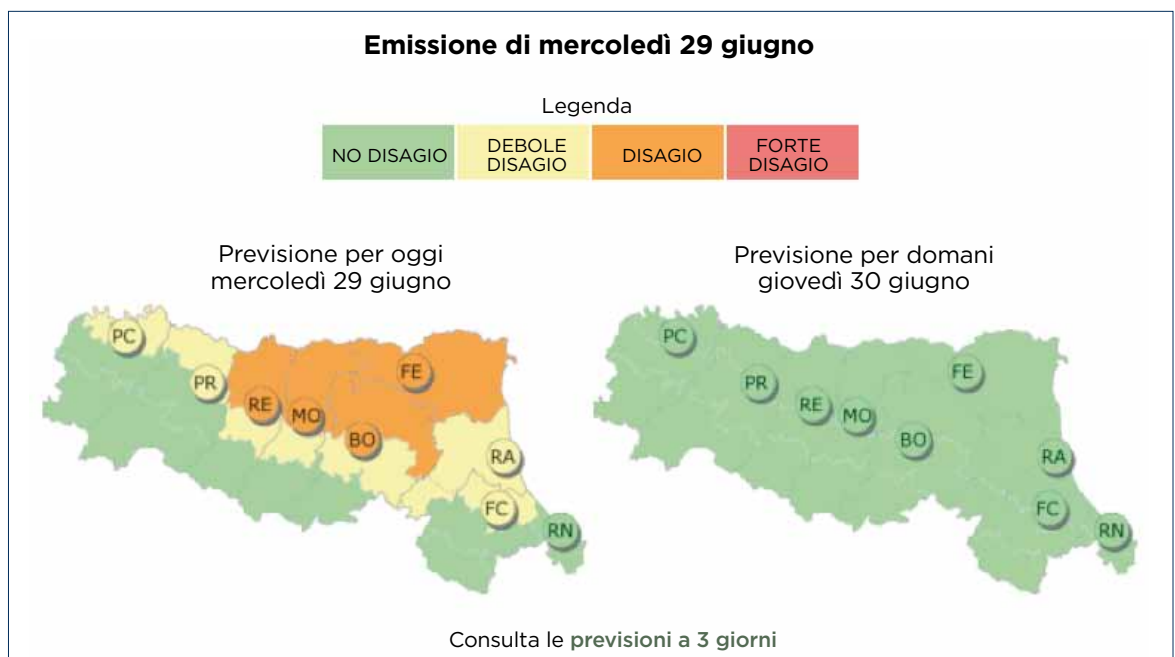 Emissione di mercoledì 29 giugno
Legenda
NO DISAGIO
DEBOLE
DISAGIO
DISAGIO
FORTE
DISAGIO
Previsione per oggi
mercoledì 29 giugno
PC
PR
RE
MO
BO
FE
RA
FC
RN
Previsione per domani
giovedì 30 giugno
PC
PR
RE
MO
BO
FE
RA
FC
RN
Consulta le previsioni a 3 giorni